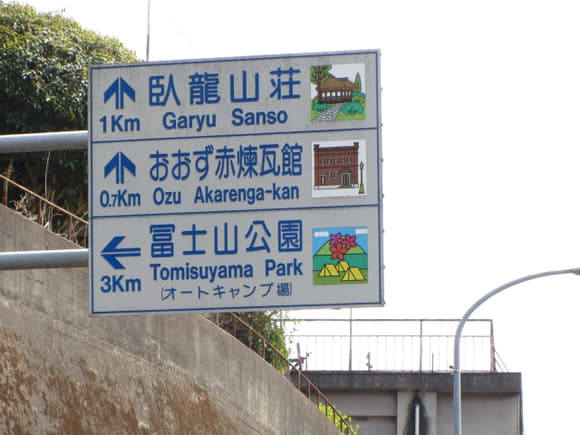 臥龍山荘
1Km Garyu Sanso
おおず赤煉瓦館
0.7Km Ozu Akarenga-kan
冨士山公園
3Km Tomisuyama Park
(オートキャンプ場)